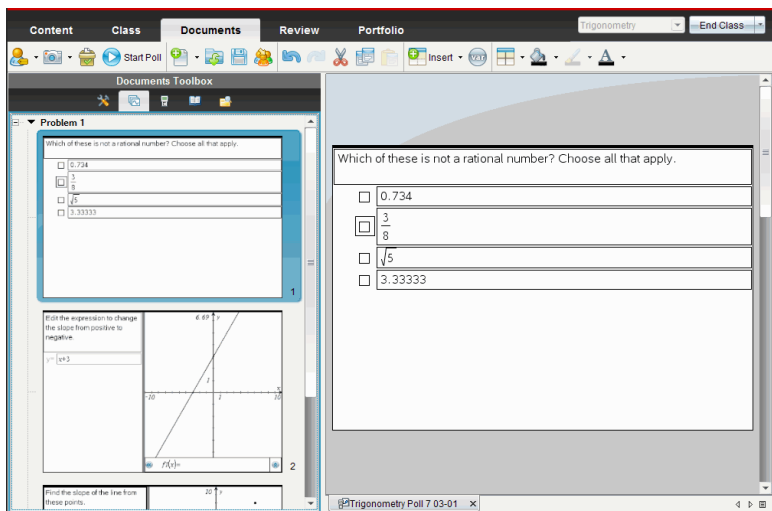 Content Class Documents Review Portfolio Trigonometry End Class
Start Poll Insert VAR A
Documents Toolbox
Problem 1
Which of these is not a rational number? Choose all that apply.
0.734
3
8
√5
3.33333
1
Edit the expression to change
the slope from positive to
negative.
y= x+3
6.69 y
1
x
-10 1 10
f1(x)=
2
Find the slope of the line from
these points.
20 y
Which of these is not a rational number? Choose all that apply.
0.734
3
8
√5
3.33333
Trigonometry Poll 7 03-01 x